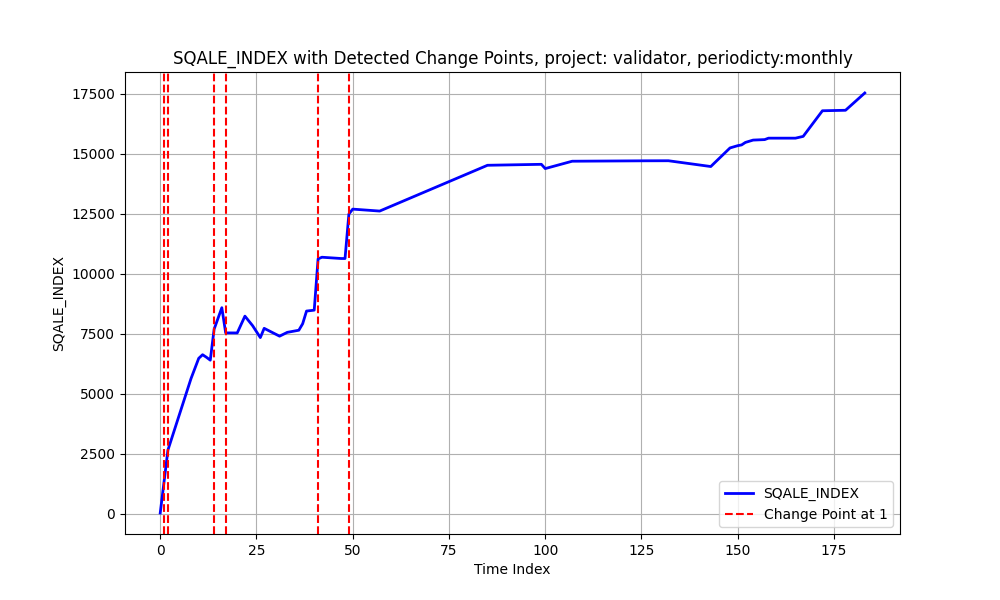 SQALE_INDEX with Detected Change Points, project: validator, periodicty:monthly
SQALE_INDEX
17500
15000
12500
10000
7500
5000
2500
0
0 25 50 75 100 125 150 175
Time Index
SQALE_INDEX
Change Point at 1